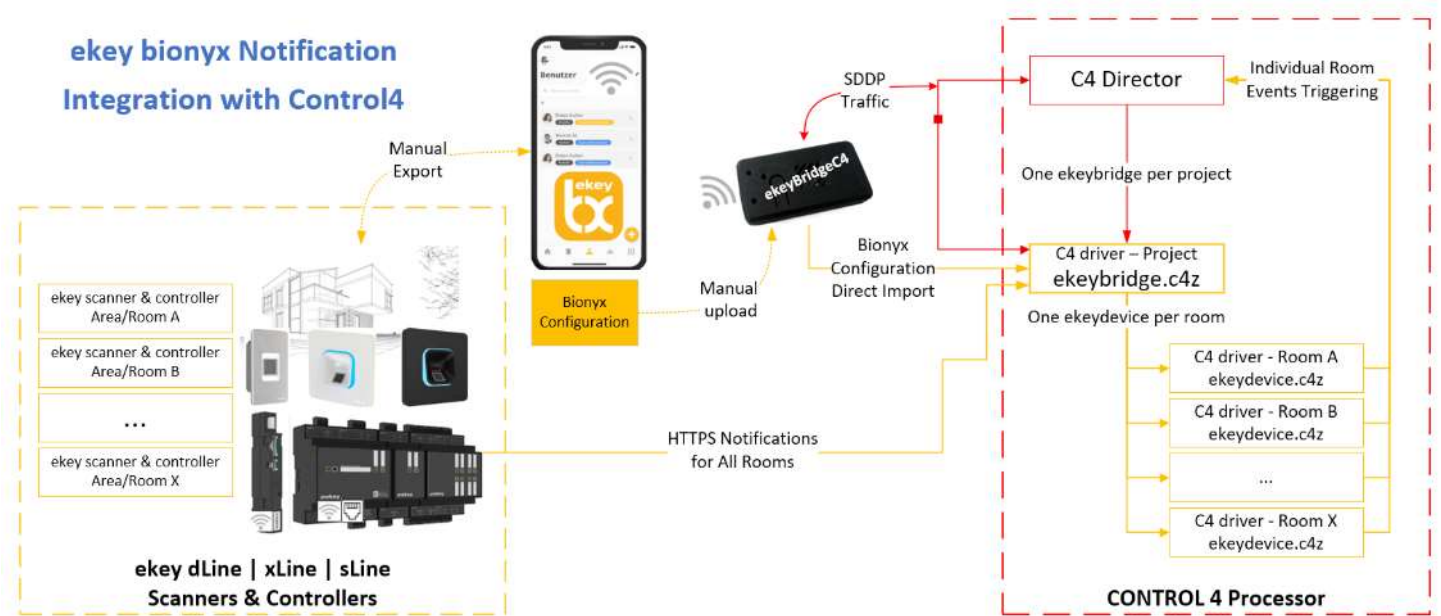 ekey bionyx Notification
Integration with Control4
Benutzer
ekey
bx
Manual
Export
Bionyx
Configuration
Manual
upload
SDDP
Traffic
ekeyBridgeC4
Bionyx
Configuration
Direct Import
HTTPS Notifications
for All Rooms
ekey scanner & controller
Area/Room A
ekey scanner & controller
Area/Room B
...
ekey scanner & controller
Area/Room X
ekey dLine | xLine | sLine
Scanners & Controllers
C4 Director
Individual Room
Events Triggering
One ekeybridge per project
C4 driver – Project
ekeybridge.c4z
One ekeydevice per room
C4 driver - Room A
ekeydevice.c4z
C4 driver - Room B
ekeydevice.c4z
...
C4 driver - Room X
ekeydevice.c4z
CONTROL 4 Processor